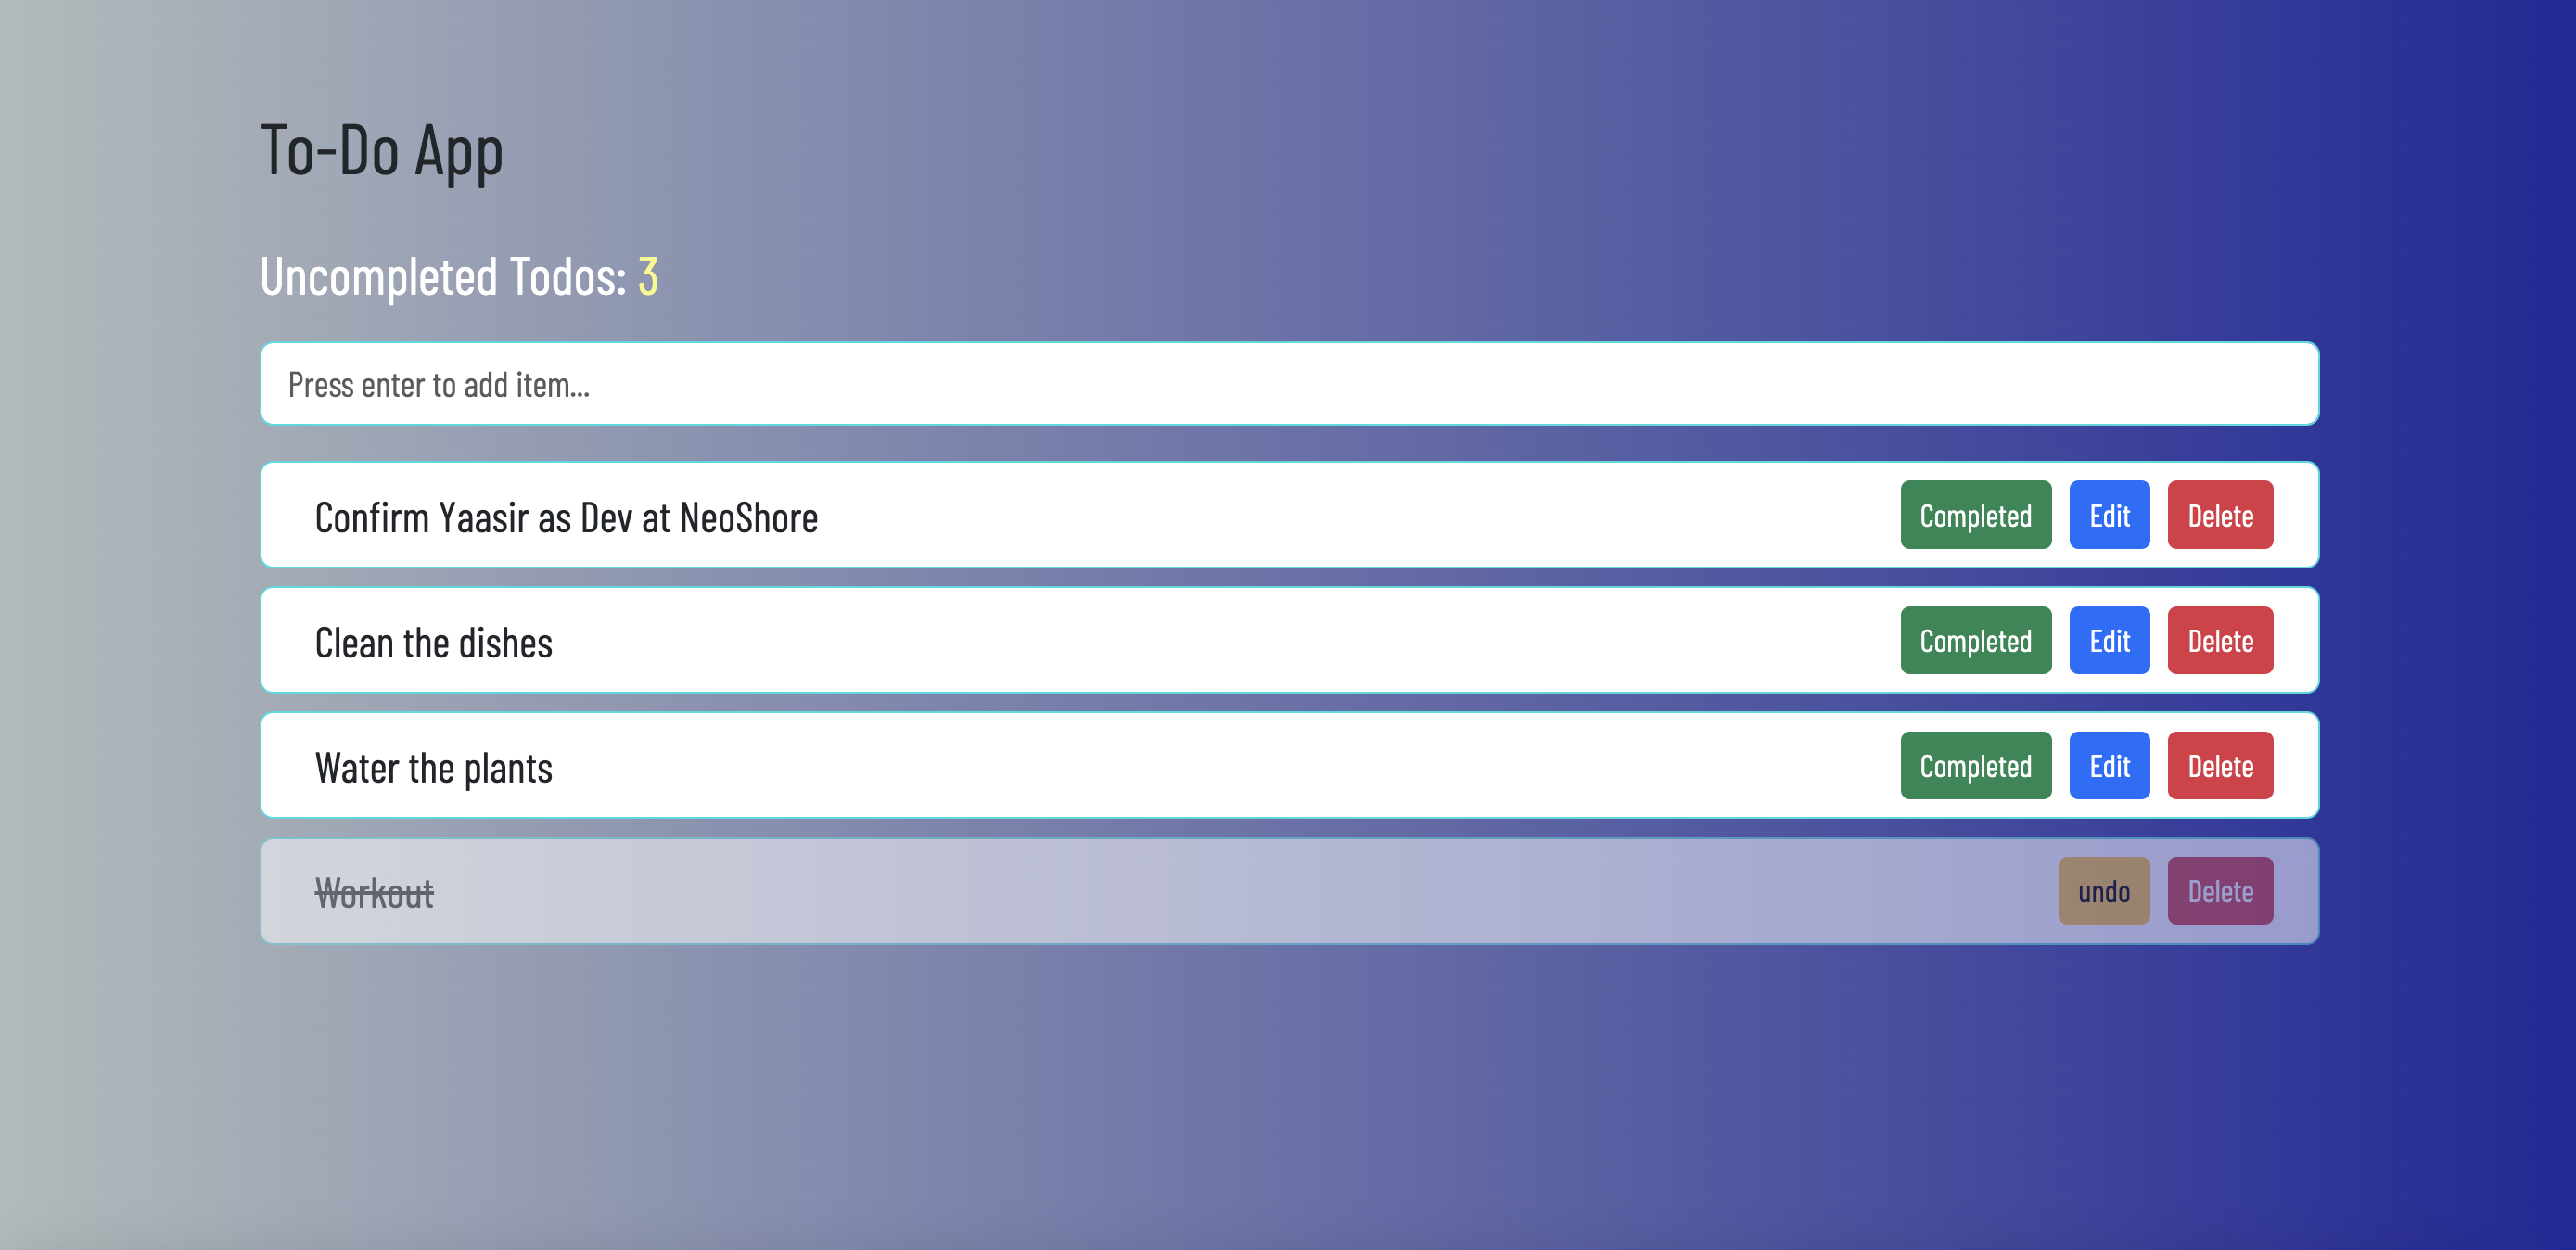 To-Do App
Uncompleted Todos: 3
Press enter to add item...
Confirm Yaasir as Dev at NeoShore Completed Edit Delete
Clean the dishes Completed Edit Delete
Water the plants Completed Edit Delete
Workout undo Delete